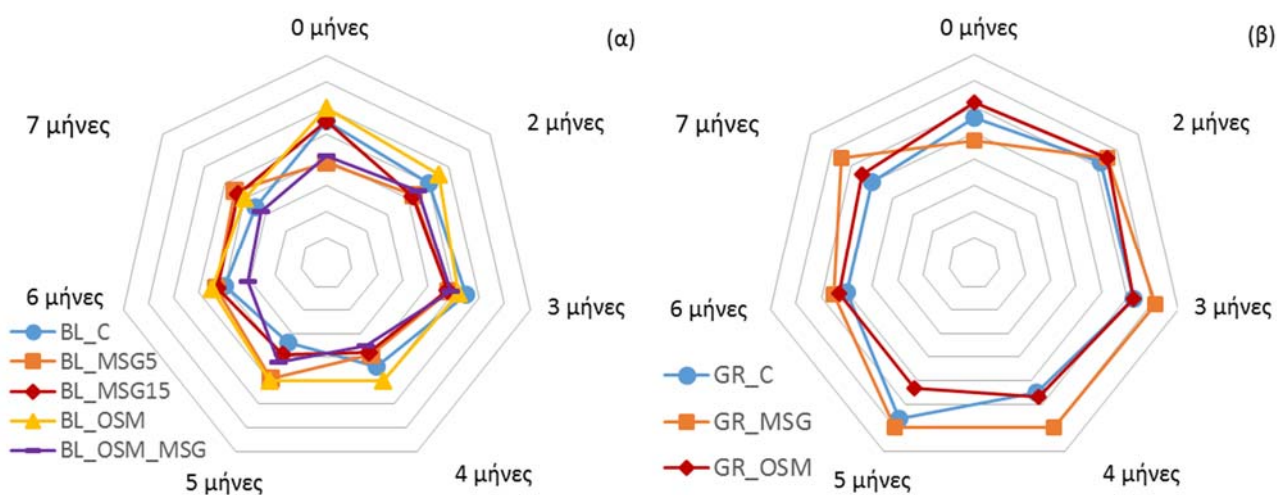 0 μήνες
(α)
2 μήνες
3 μήνες
4 μήνες
5 μήνες
6 μήνες
7 μήνες
BL_C
BL_MSG5
BL_MSG15
BL_OSM
BL_OSM_MSG
0 μήνες
(β)
2 μήνες
3 μήνες
4 μήνες
5 μήνες
6 μήνες
7 μήνες
GR_C
GR_MSG
GR_OSM